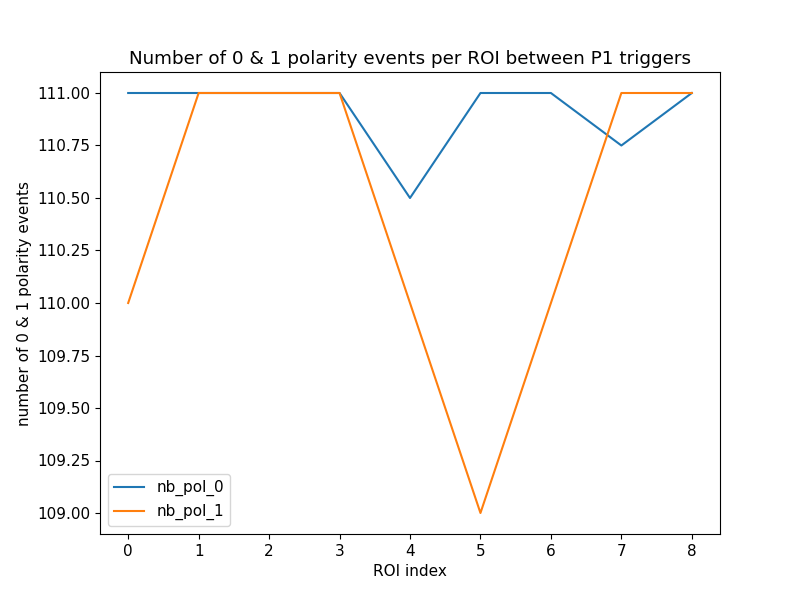 Number of 0 & 1 polarity events per ROI between P1 triggers
number of 0 & 1 polarity events
111.00
110.75
110.50
110.25
110.00
109.75
109.50
109.25
109.00
nb_pol_0
nb_pol_1
0 1 2 3 4 5 6 7 8
ROI index